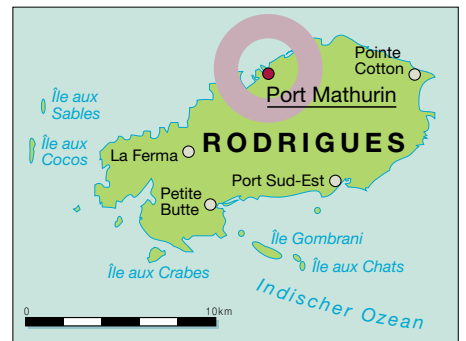 Pointe
Cotton
Port Mathurin
Île aux
Sables
Île aux
Cocos
RODRIGUES
La Ferma
Port Sud-Est
Petite
Butte
Île Gombrani
Île aux Crabes
Île aux Chats
Indischer Ozean
0 10km